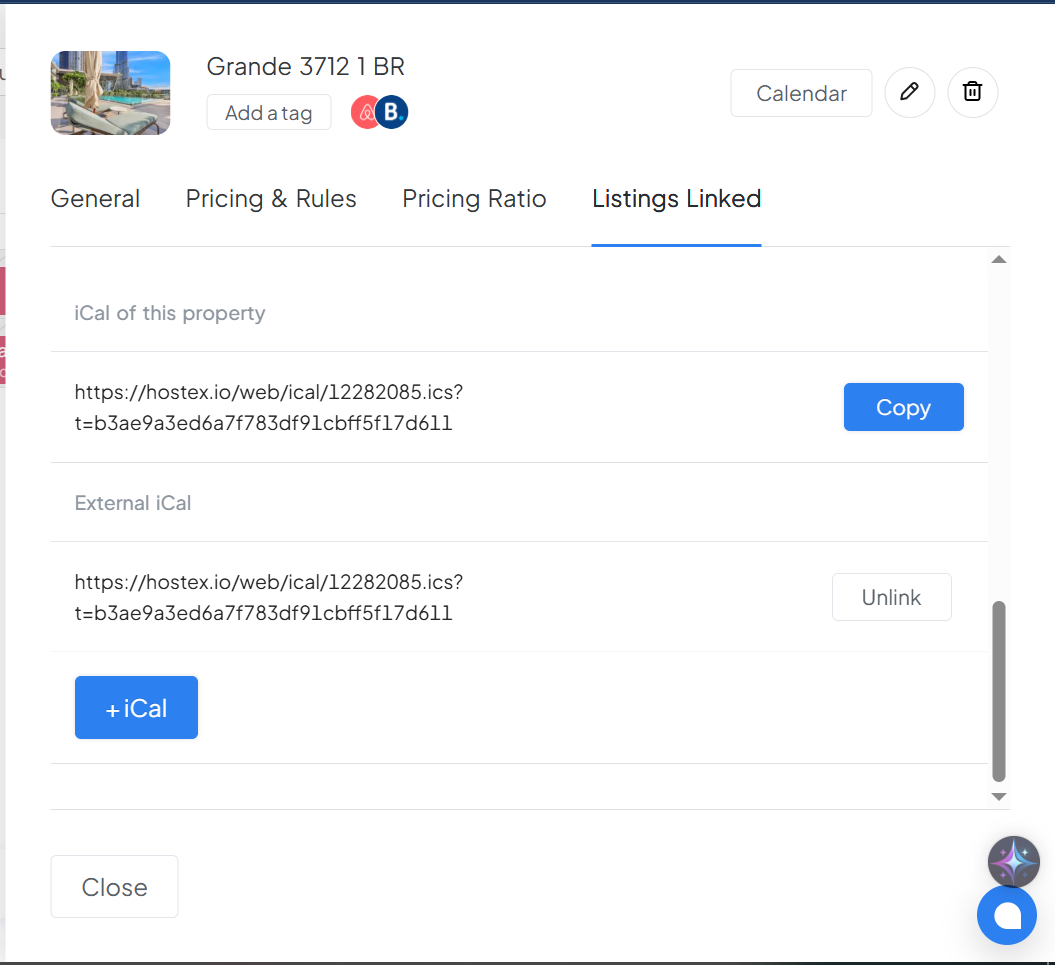 Grande 3712 1 BR
Add a tag
B.
Calendar
General
Pricing & Rules
Pricing Ratio
Listings Linked
iCal of this property
https://hostex.io/web/ical/12282085.ics?
t=b3ae9a3ed6a7f783df91cbff5f17d611
Copy
External iCal
https://hostex.io/web/ical/12282085.ics?
t=b3ae9a3ed6a7f783df91cbff5f17d611
Unlink
+ iCal
Close